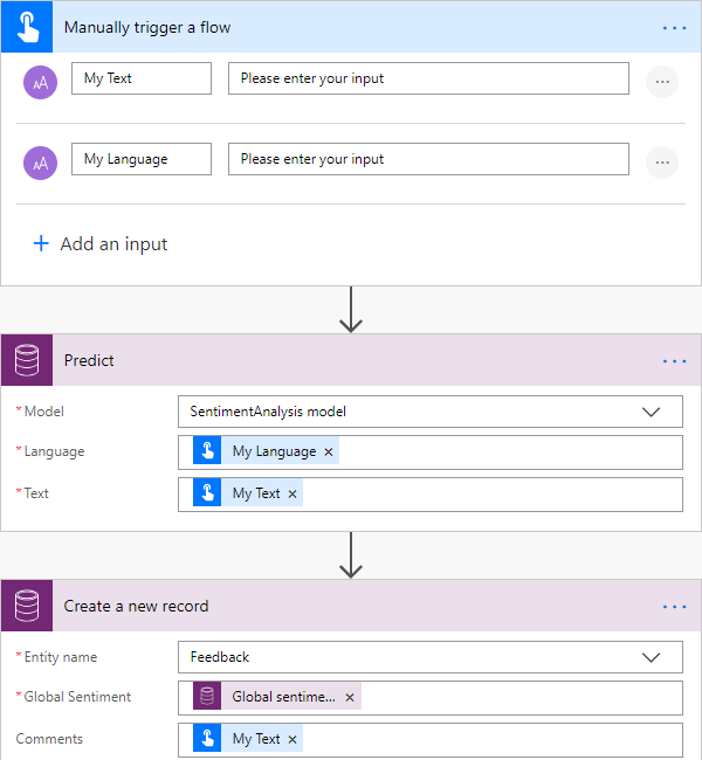 Manually trigger a flow
My Text Please enter your input
My Language Please enter your input
+ Add an input
Predict
* Model SentimentAnalysis model
* Language My Language ×
* Text My Text ×
Create a new record
* Entity name Feedback
* Global Sentiment Global sentime... ×
Comments My Text ×